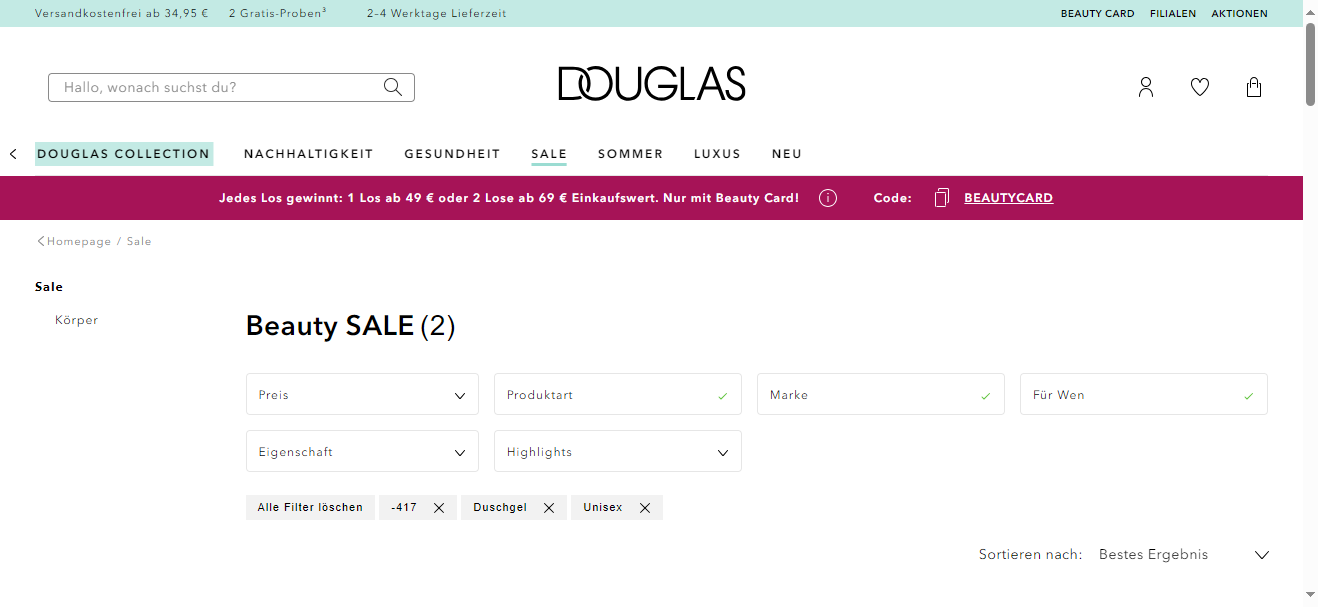 Versandkostenfrei ab 34,95 € 2 Gratis-Proben³ 2–4 Werktage Lieferzeit BEAUTY CARD FILIALEN AKTIONEN
Hallo, wonach suchst du? DOUGLAS
DOUGLAS COLLECTION NACHHALTIGKEIT GESUNDHEIT SALE SOMMER LUXUS NEU
Jedes Los gewinnt: 1 Los ab 49 € oder 2 Lose ab 69 € Einkaufswert. Nur mit Beauty Card! Code: BEAUTYCARD
Homepage / Sale
Sale
Körper
Beauty SALE (2)
Preis Produktart Marke Für Wen
Eigenschaft Highlights
Alle Filter löschen -417 Duschgel Unisex
Sortieren nach: Bestes Ergebnis